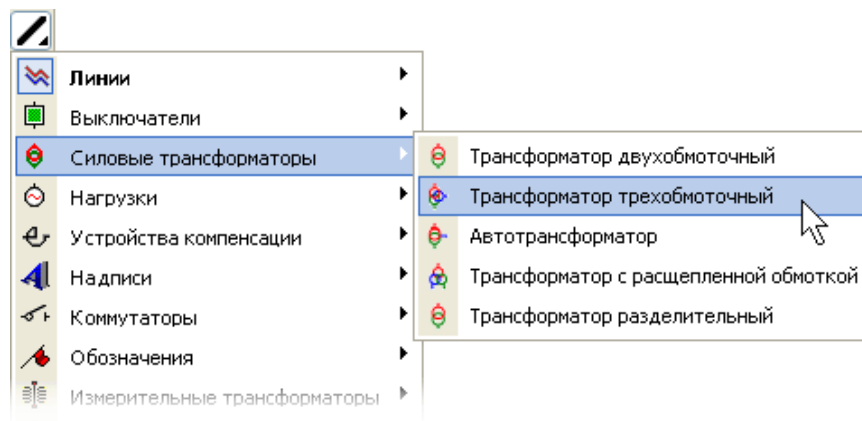 Линии
Выключатели
Силовые трансформаторы
Нагрузки
Устройства компенсации
Надписи
Коммутаторы
Обозначения
Измерительные трансформаторы
Трансформатор двухобмоточный
Трансформатор трехобмоточный
Автотрансформатор
Трансформатор с расщепленной обмоткой
Трансформатор разделительный